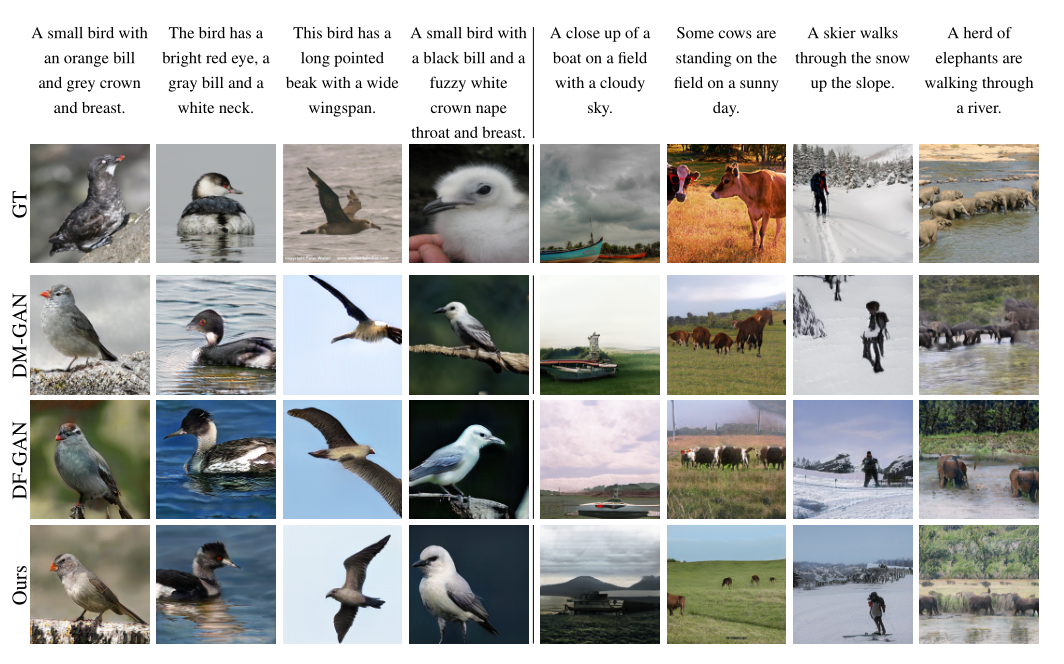 A small bird with
an orange bill
and grey crown
and breast.
The bird has a
bright red eye, a
gray bill and a
white neck.
This bird has a
long pointed
beak with a wide
wingspan.
A small bird with
a black bill and a
fuzzy white
crown nape
throat and breast.
A close up of a
boat on a field
with a cloudy
sky.
Some cows are
standing on the
field on a sunny
day.
A skier walks
through the snow
up the slope.
A herd of
elephants are
walking through
a river.
GT
DM-GAN
DF-GAN
Ours